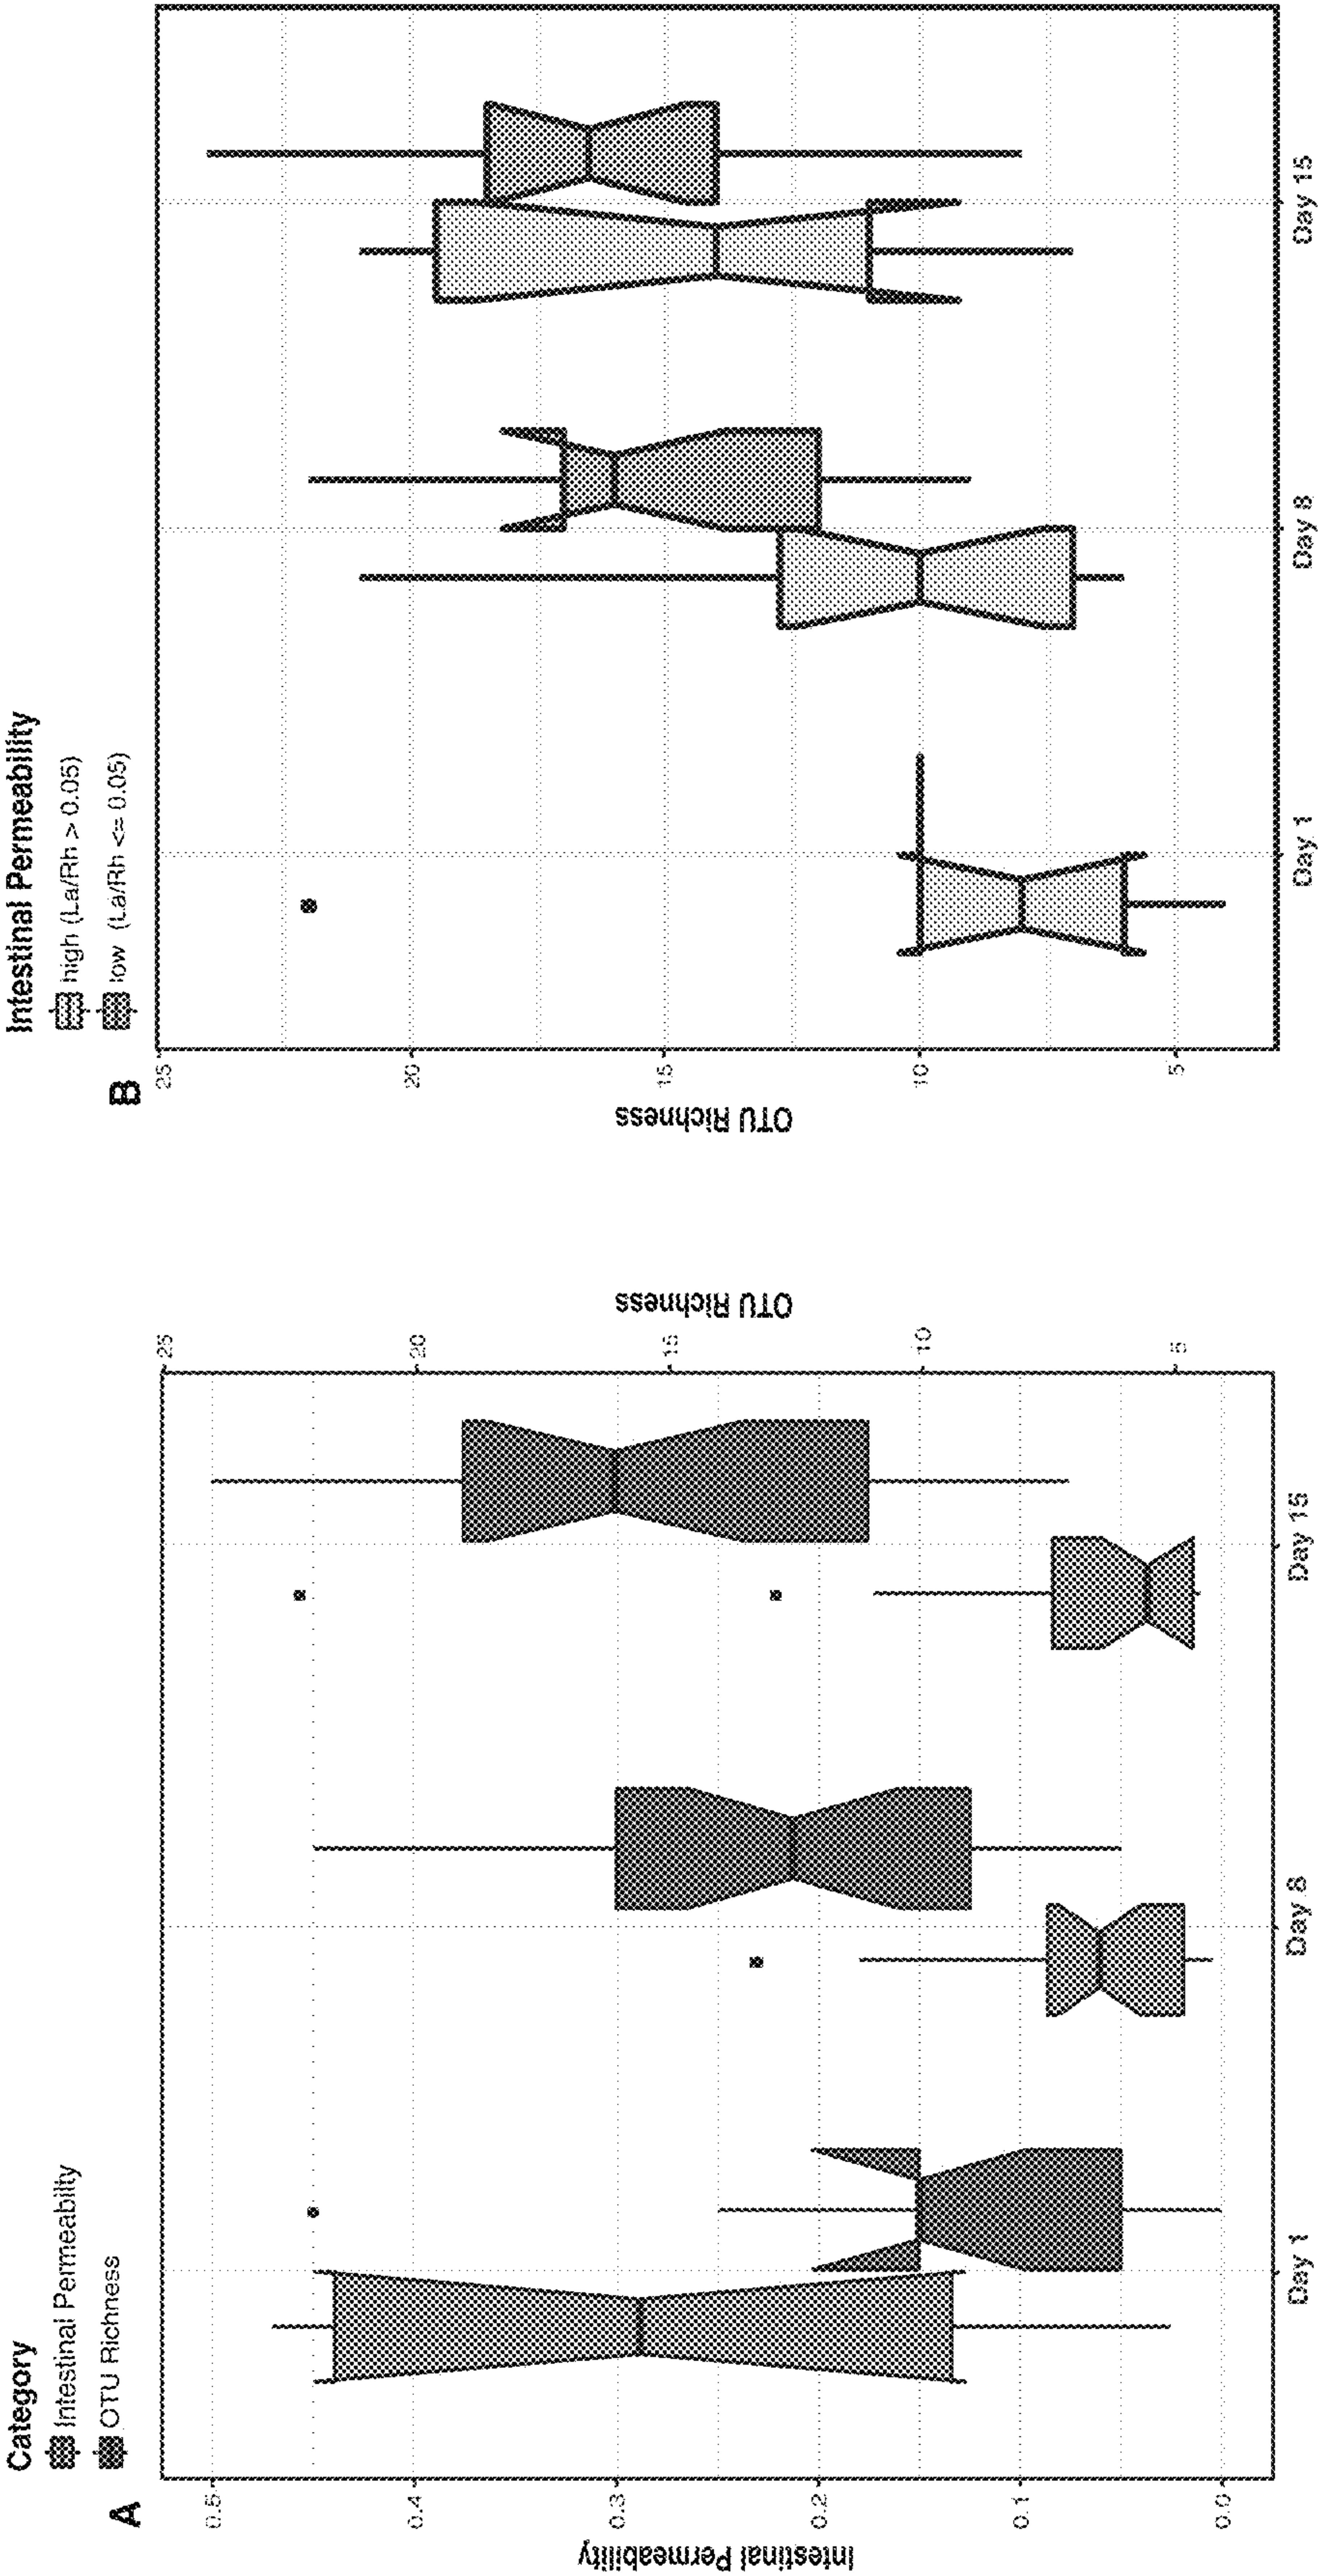 A
Category
Intestinal Permeabilty
OTU Richness
Intestinal Permeability
0.5
0.4
0.3
0.2
0.1
0.0
Day 1
Day 8
Day 15
25
20
15
10
5
OTU Richness
B
Intestinal Permeability
high (La/Rh > 0.05)
low (La/Rh <= 0.05)
OTU Richness
25
20
15
10
5
Day 1
Day 8
Day 15